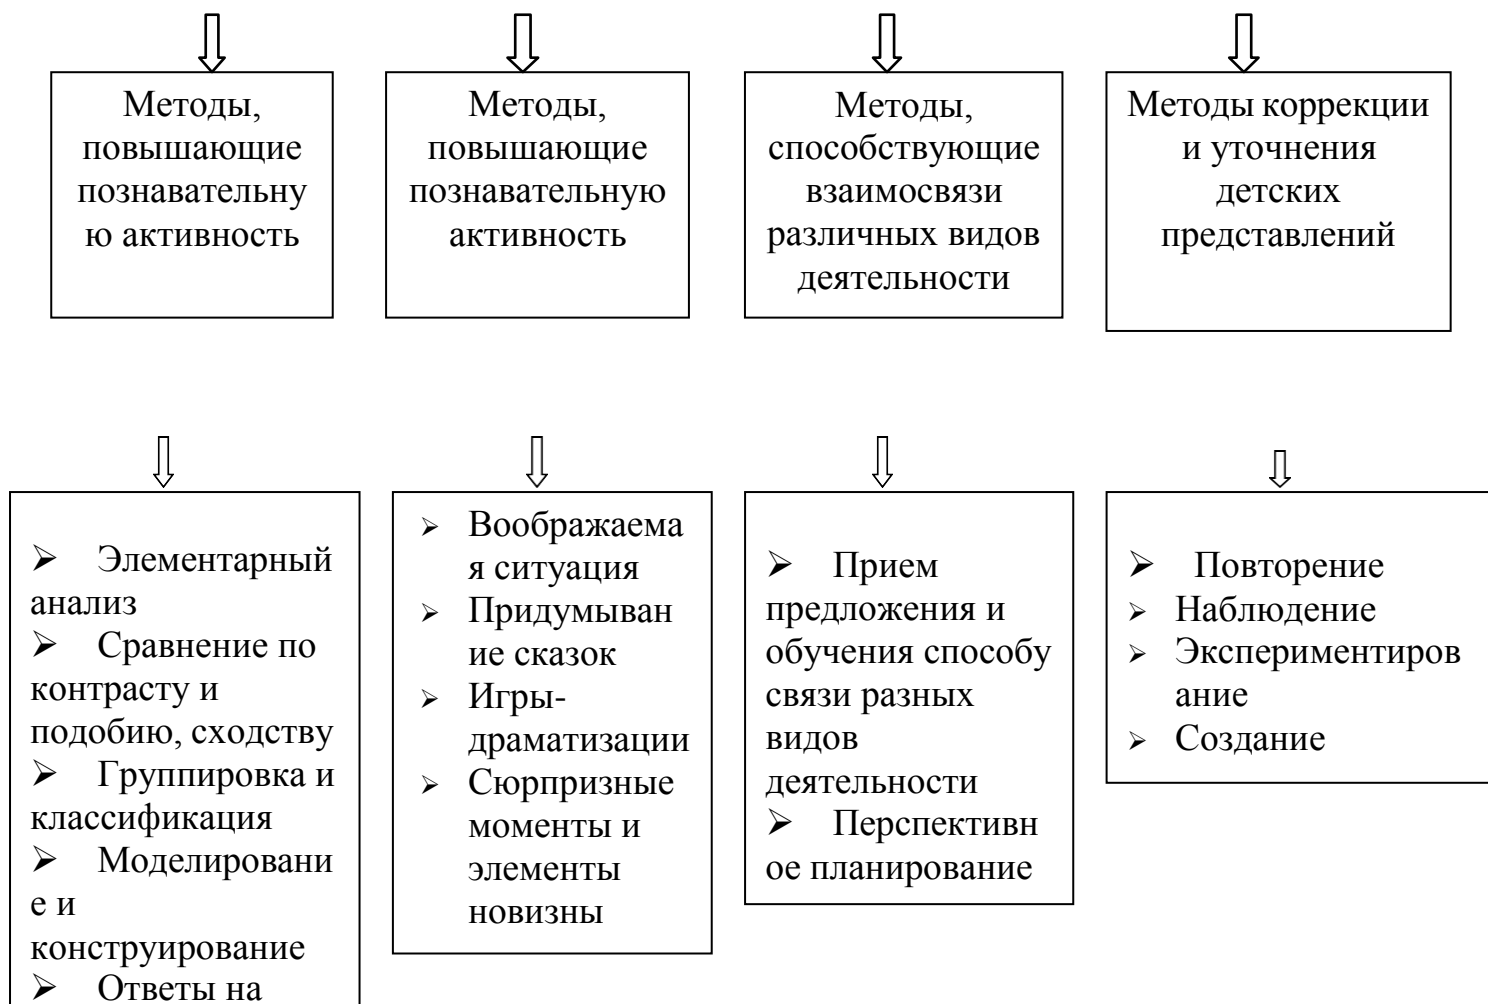 Методы,
повышающие
познавательну
ю активность
Методы,
повышающие
познавательную
активность
Методы,
способствующие
взаимосвязи
различных видов
деятельности
Методы коррекции
и уточнения
детских
представлений
➢ Элементарный
анализ
➢ Сравнение по
контрасту и
подобию, сходству
➢ Группировка и
классификация
➢ Моделировани
е и
конструирование
➢ Ответы на
➢ Воображаема
я ситуация
➢ Придумыван
ие сказок
➢ Игры-
драматизации
➢ Сюрпризные
моменты и
элементы
новизны
➢ Прием
предложения и
обучения способу
связи разных
видов
деятельности
➢ Перспективн
ое планирование
➢ Повторение
➢ Наблюдение
➢ Экспериментиров
ание
➢ Создание